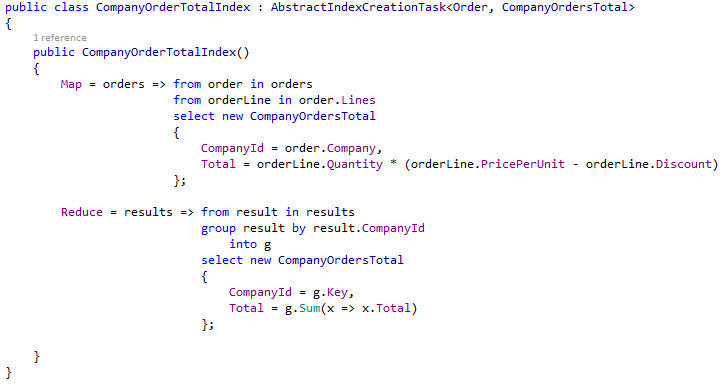 public class CompanyOrderTotalIndex : AbstractIndexCreationTask<Order, CompanyOrdersTotal>
{
1 reference
public CompanyOrderTotalIndex()
{
Map = orders => from order in orders
from orderLine in order.Lines
select new CompanyOrdersTotal
{
CompanyId = order.Company,
Total = orderLine.Quantity * (orderLine.PricePerUnit - orderLine.Discount)
};
Reduce = results => from result in results
group result by result.CompanyId
into g
select new CompanyOrdersTotal
{
CompanyId = g.Key,
Total = g.Sum(x => x.Total)
};
}
}